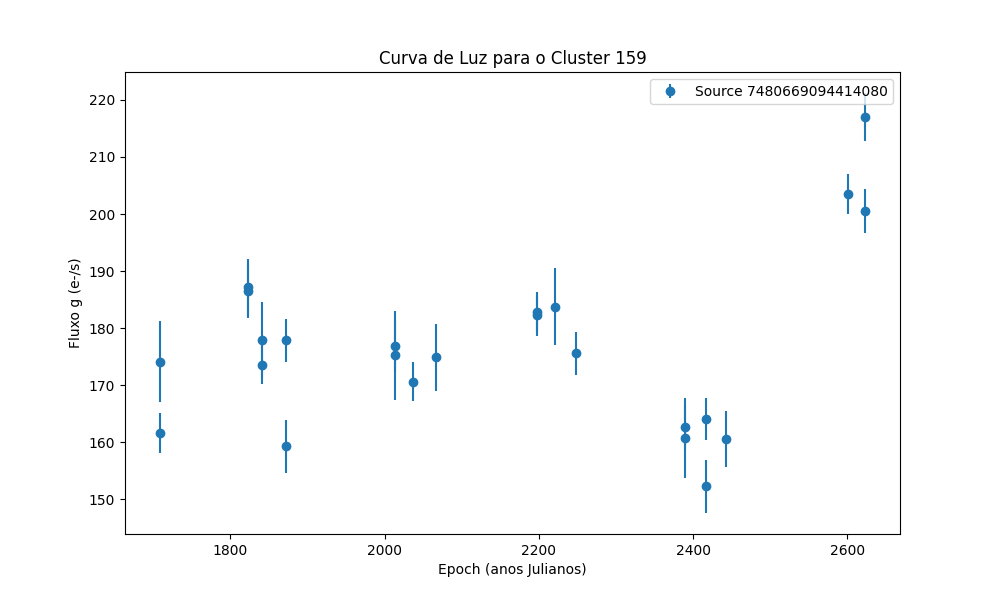 Curva de Luz para o Cluster 159
Source 7480669094414080
220
210
200
190
180
170
160
150
Fluxo g (e-/s)
1800 2000 2200 2400 2600
Epoch (anos Julianos)